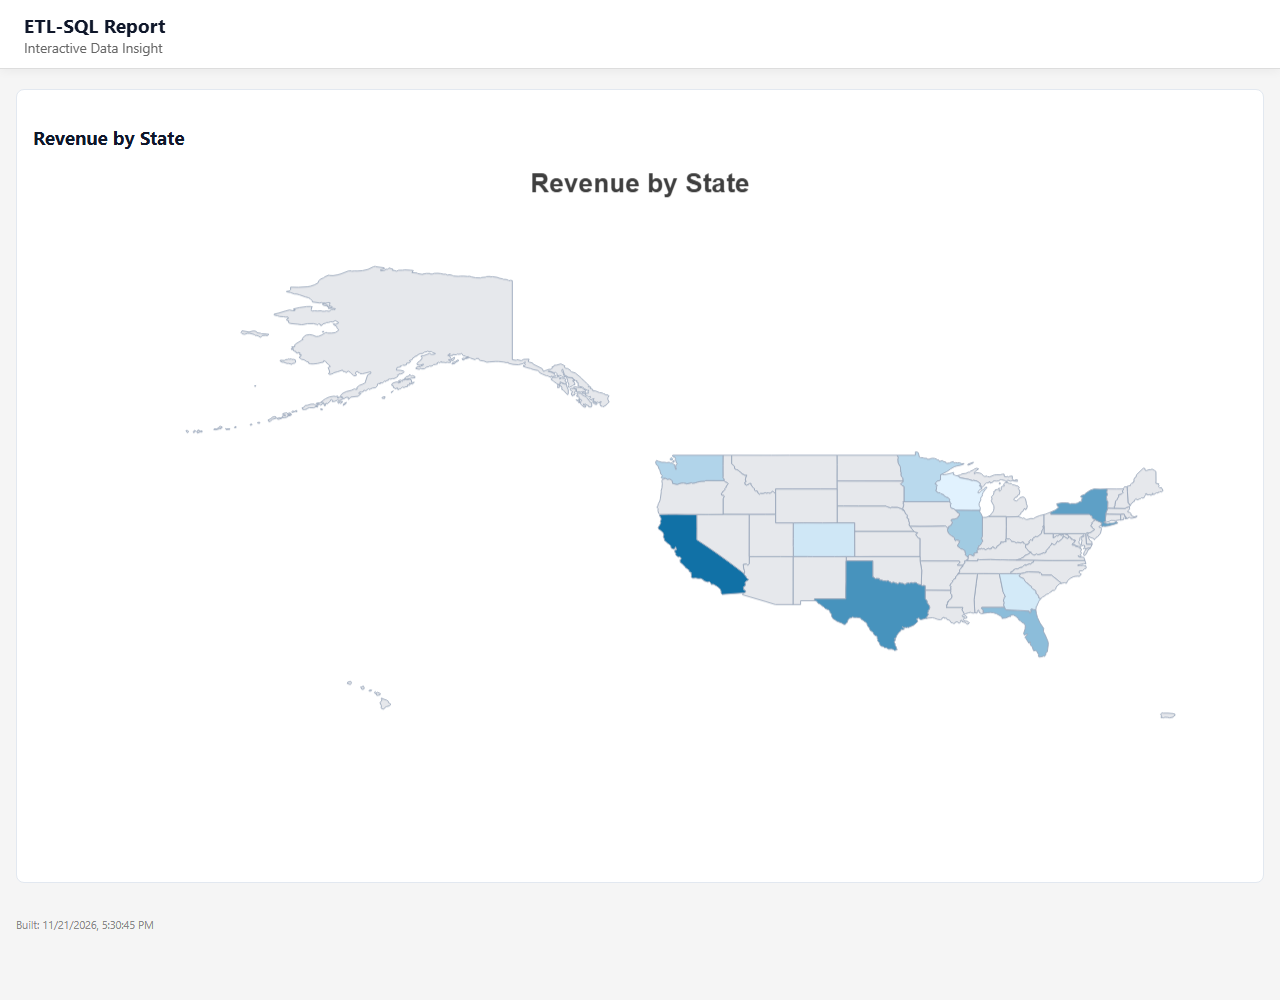 ETL-SQL Report
Interactive Data Insight
Revenue by State
Revenue by State
Built: 11/21/2026, 5:30:45 PM